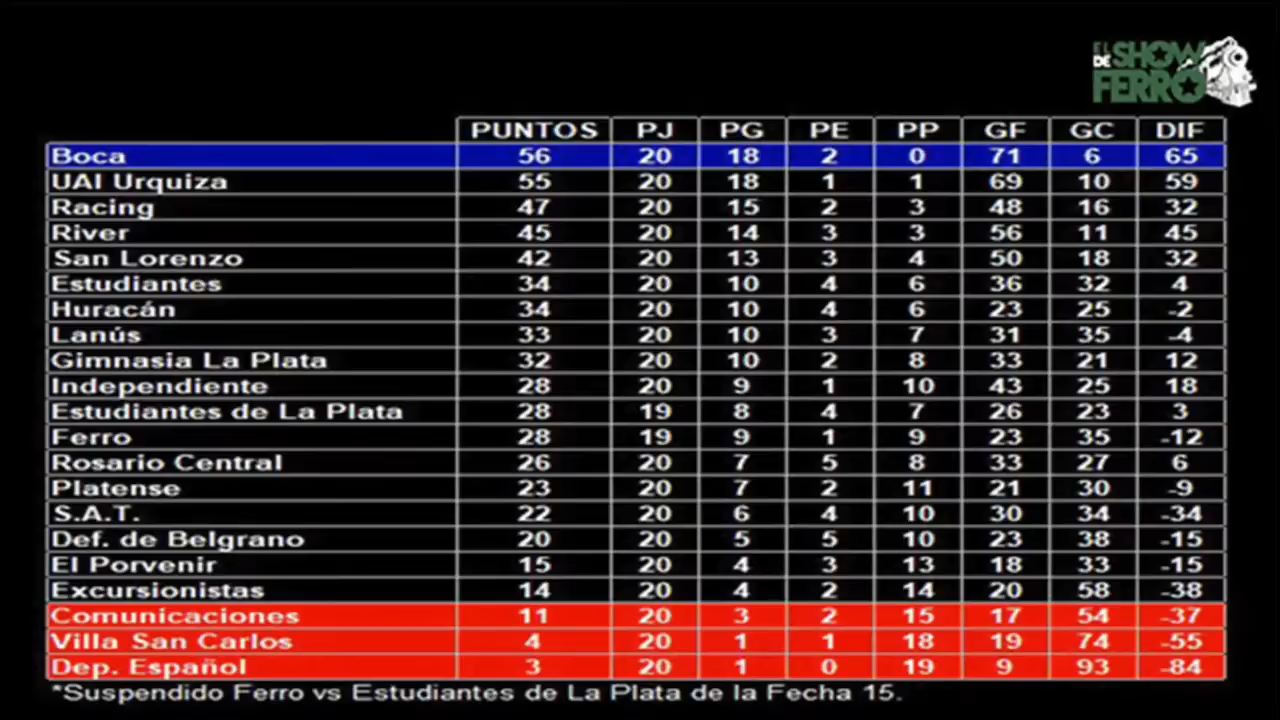 EL SHOW
DE FERRO
PUNTOS PJ PG PE PP GF GC DIF
Boca 56 20 18 2 0 71 6 65
UAI Urquiza 55 20 18 1 1 69 10 59
Racing 47 20 15 2 3 48 16 32
River 45 20 14 3 3 56 11 45
San Lorenzo 42 20 13 3 4 50 18 32
Estudiantes 34 20 10 4 6 36 32 4
Huracán 34 20 10 4 6 23 25 -2
Lanús 33 20 10 3 7 31 35 -4
Gimnasia La Plata 32 20 10 2 8 33 21 12
Independiente 28 20 9 1 10 43 25 18
Estudiantes de La Plata 28 19 8 4 7 26 23 3
Ferro 28 19 9 1 9 23 35 -12
Rosario Central 26 20 7 5 8 33 27 6
Platense 23 20 7 2 11 21 30 -9
S.A.T. 22 20 6 4 10 30 34 -34
Def. de Belgrano 20 20 5 5 10 23 38 -15
El Porvenir 15 20 4 3 13 18 33 -15
Excursionistas 14 20 4 2 14 20 58 -38
Comunicaciones 11 20 3 2 15 17 54 -37
Villa San Carlos 4 20 1 1 18 19 74 -55
Dep. Español 3 20 1 0 19 9 93 -84
*Suspendido Ferro vs Estudiantes de La Plata de la Fecha 15.